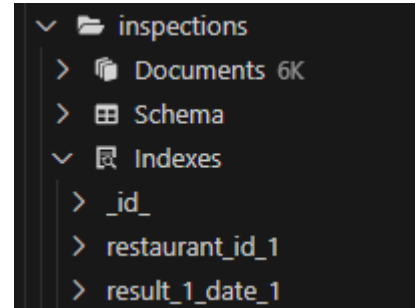 inspections
Documents 6K
Schema
Indexes
_id_
restaurant_id_1
result_1_date_1